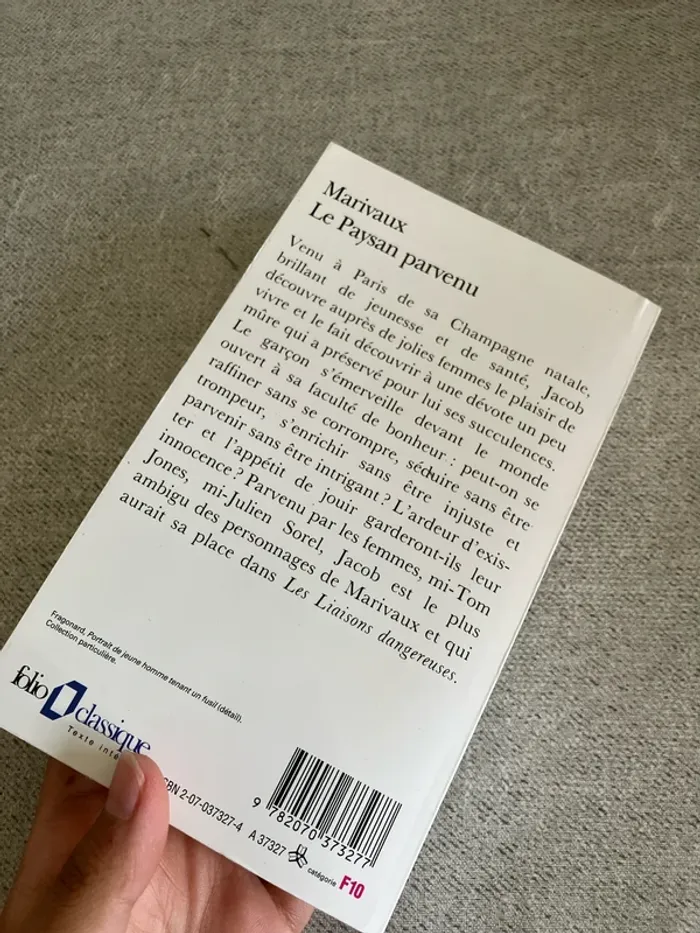 Marivaux
Le Paysan parvenu
Venu à Paris de sa Champagne natale,
brillant de jeunesse et de santé, Jacob
découvre auprès de jolies femmes le plaisir de
vivre et le fait découvrir à une dévote un peu
mûre qui a préservé pour lui ses succulences.
Le garçon s'émerveille devant le monde
ouvert à sa faculté de bonheur : peut-on se
raffiner sans se corrompre, séduire sans être
trompeur, s'enrichir sans être injuste et
parvenir sans être intrigant ? L'ardeur d'exis-
ter et l'appétit de jouir garderont-ils leur
innocence ? Parvenu par les femmes, mi-Tom
Jones, mi-Julien Sorel, Jacob est le plus
ambigu des personnages de Marivaux et qui
aurait sa place dans Les Liaisons dangereuses.
Fragonard, Portrait de jeune homme tenant un fusil (détail).
Collection particulière.
folio classique
Texte
2-07-037327-4 A 37327 catégorie F10
9 782070 373277